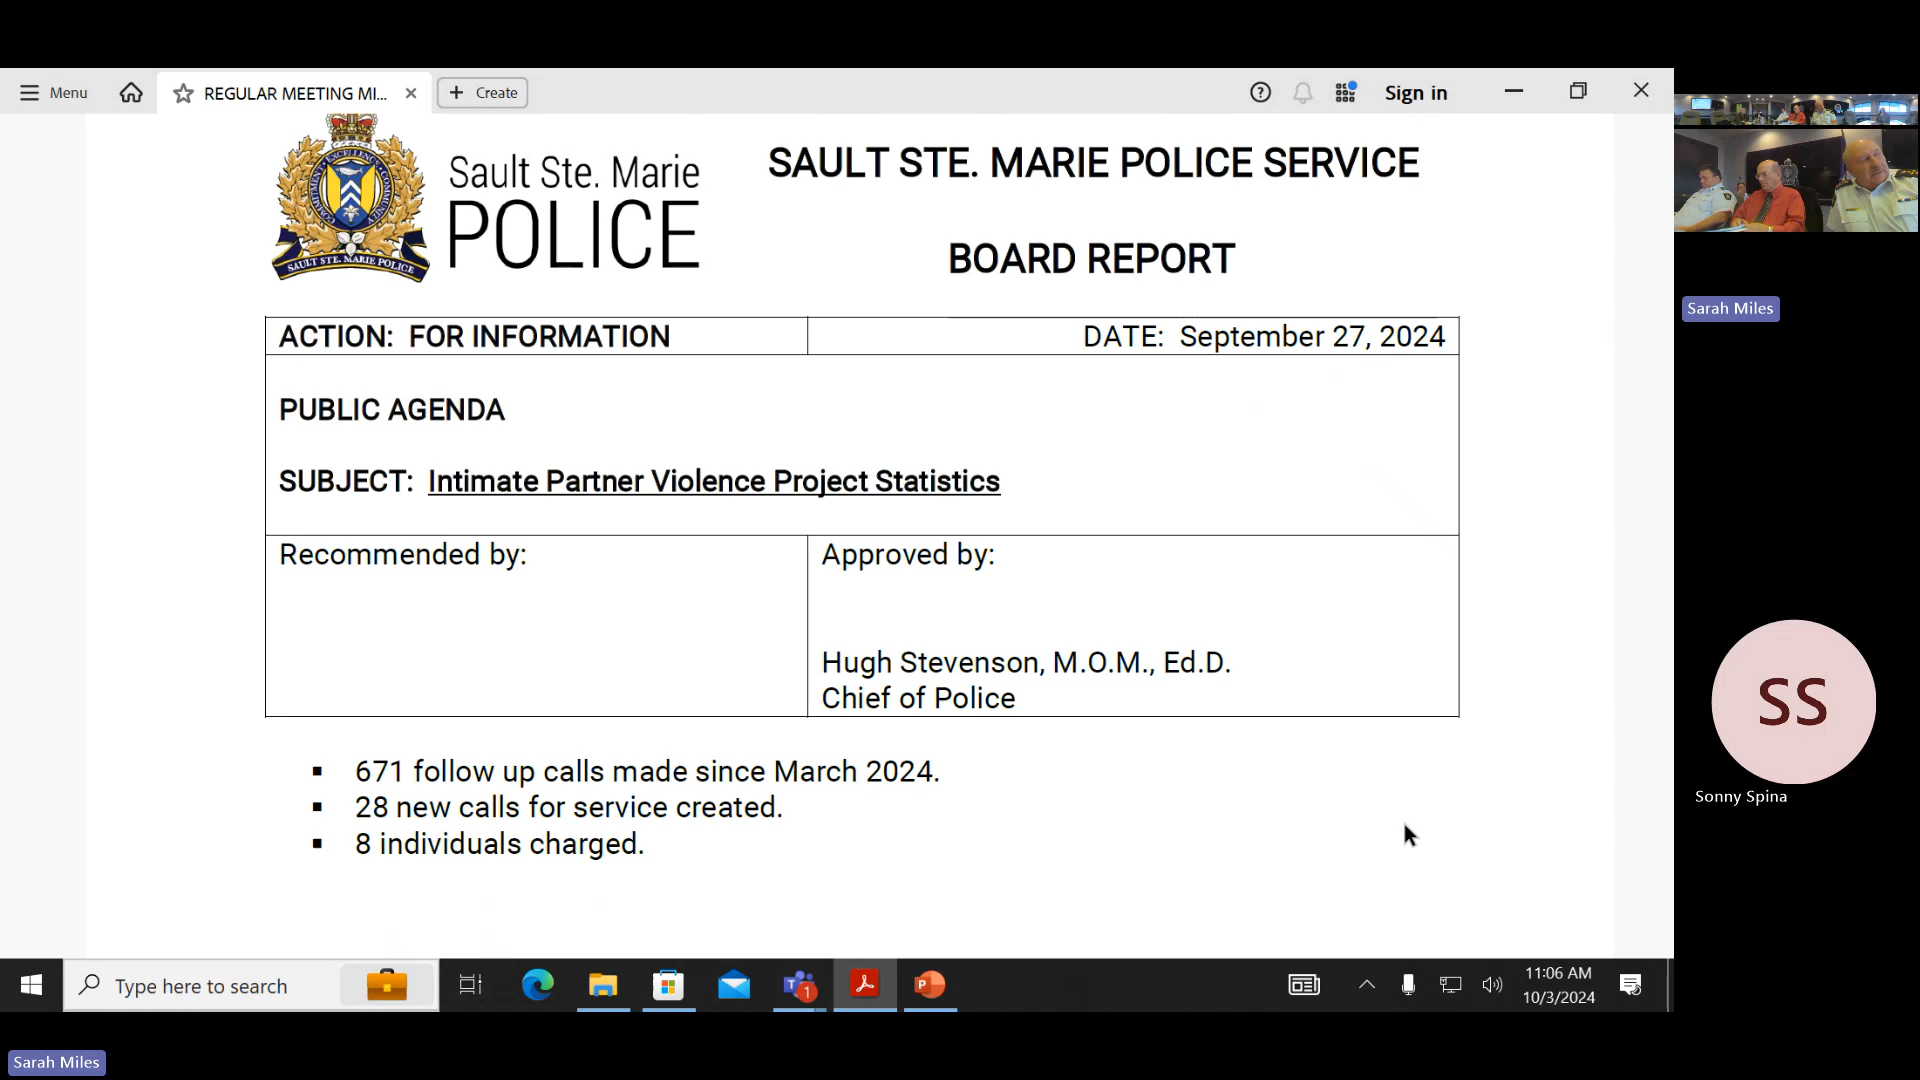 Menu
REGULAR MEETING MI...
Create
Sign in
EXCELLENCE
COMMITMENT
COMMUNITY
SAULT STE. MARIE POLICE
Sault Ste. Marie
POLICE
SAULT STE. MARIE POLICE SERVICE
BOARD REPORT
ACTION: FOR INFORMATION
DATE: September 27, 2024
PUBLIC AGENDA
SUBJECT: Intimate Partner Violence Project Statistics
Recommended by:
Approved by:
Hugh Stevenson, M.O.M., Ed.D.
Chief of Police
▪ 671 follow up calls made since March 2024.
▪ 28 new calls for service created.
▪ 8 individuals charged.
Sarah Miles
SS
Sonny Spina
Type here to search
1
11:06 AM
10/3/2024
Sarah Miles